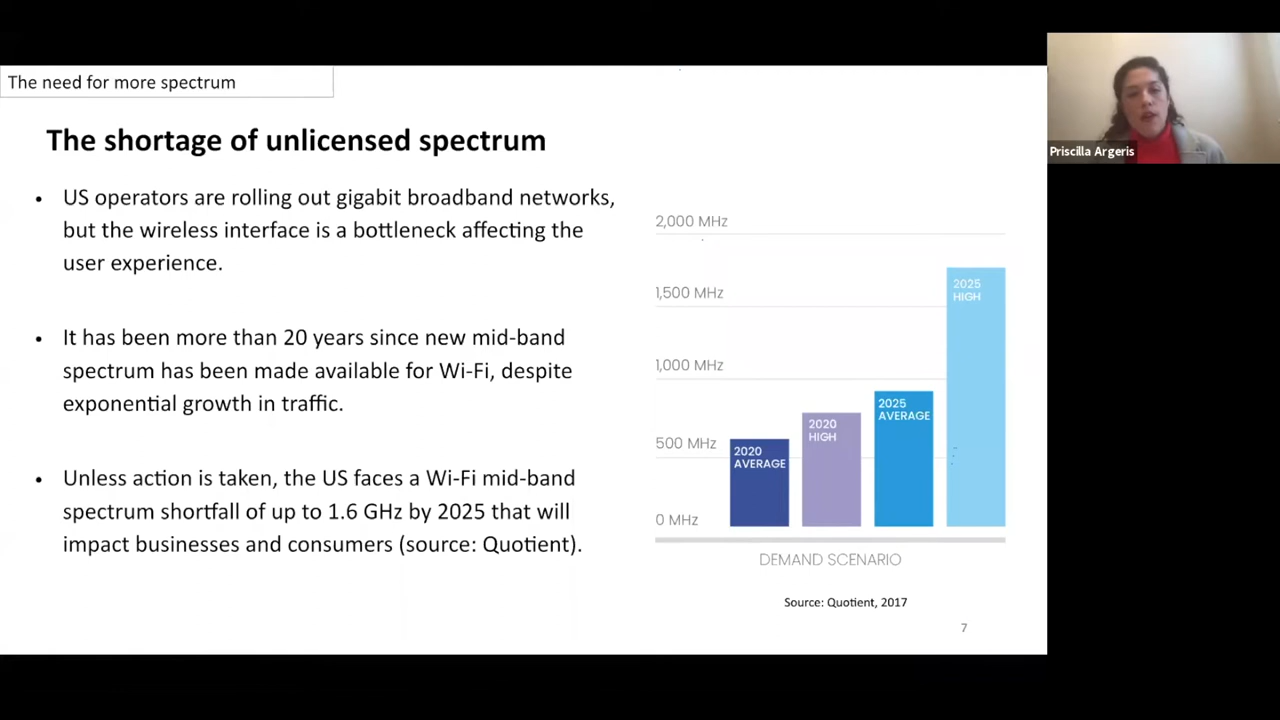 The need for more spectrum
The shortage of unlicensed spectrum
• US operators are rolling out gigabit broadband networks,
but the wireless interface is a bottleneck affecting the
user experience.
• It has been more than 20 years since new mid-band
spectrum has been made available for Wi-Fi, despite
exponential growth in traffic.
• Unless action is taken, the US faces a Wi-Fi mid-band
spectrum shortfall of up to 1.6 GHz by 2025 that will
impact businesses and consumers (source: Quotient).
2,000 MHz
1,500 MHz
1,000 MHz
500 MHz
0 MHz
2020
AVERAGE
2020
HIGH
2025
AVERAGE
2025
HIGH
DEMAND SCENARIO
Source: Quotient, 2017
7
Priscilla Argeris